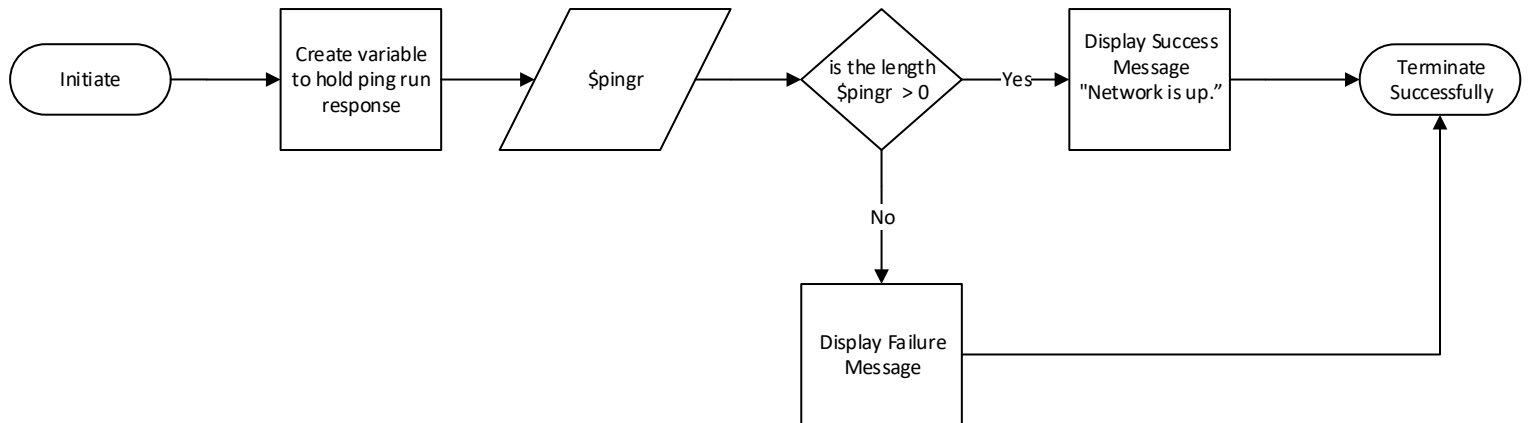 Initiate
Create variable
to hold ping run
response
$pingr
is the length
$pingr > 0
Yes
Display Success
Message
"Network is up.”
Terminate
Successfully
No
Display Failure
Message